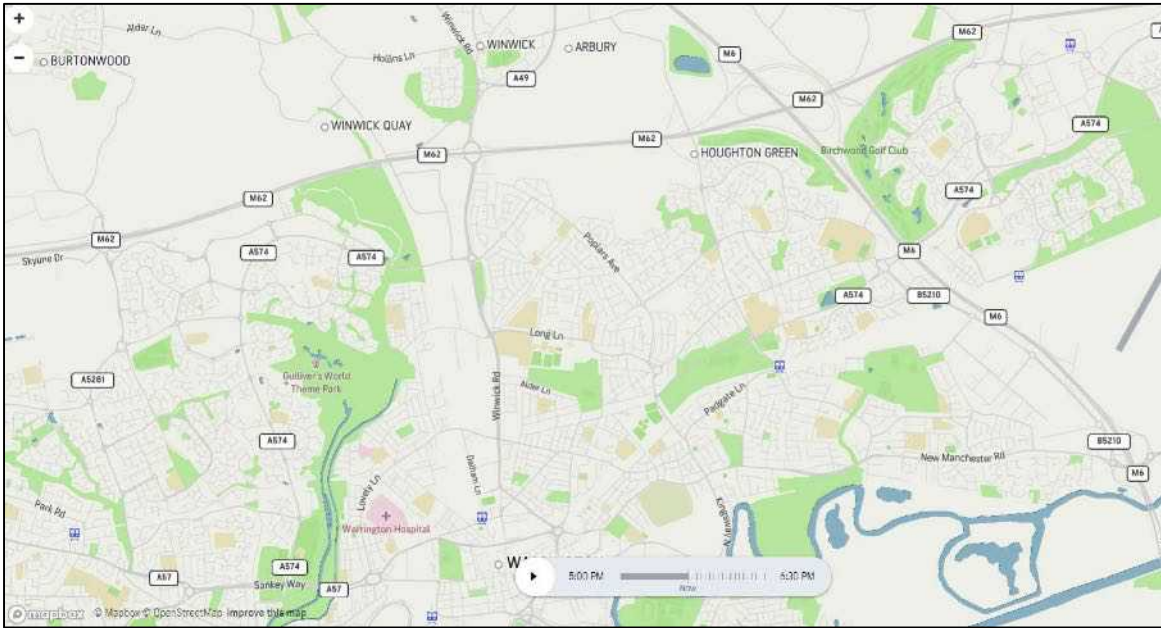 +
−
Alder Ln
BURTONWOOD
Winwick Rd
WINWICK
ARBURY
Hollins Ln
A49
M6
M62
A574
WINWICK QUAY
M62
M62
M62
HOUGHTON GREEN
Birchwood Golf Club
A574
M62
M62
Skyline Dr
A574
A574
Poplars Ave
M6
A574
B5210
M6
Long Ln
Gulliver's World
Theme Park
A5281
Alder Ln
Winwick Rd
Padgate Ln
A574
B5210
New Manchester Rd
M6
Lovely Ln
Dalham Ln
Park Rd
Warrington Hospital
Kingsway N
A574
A57
Sankey Way
A57
5:00 PM
Now
6:30 PM
mapbox
© Mapbox © OpenStreetMap Improve this map